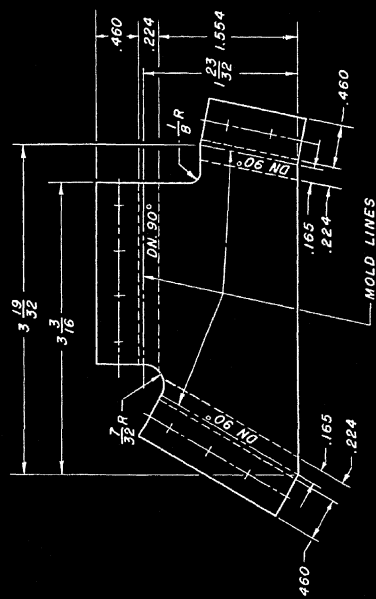 3 19/32
3 3/16
.460
.224
1.554
1 23/32
1/8 R
7/32 R
DN. 90°
DN 90°
DN 90°
.460
.165
.224
.165
.224
.460
MOLD LINES